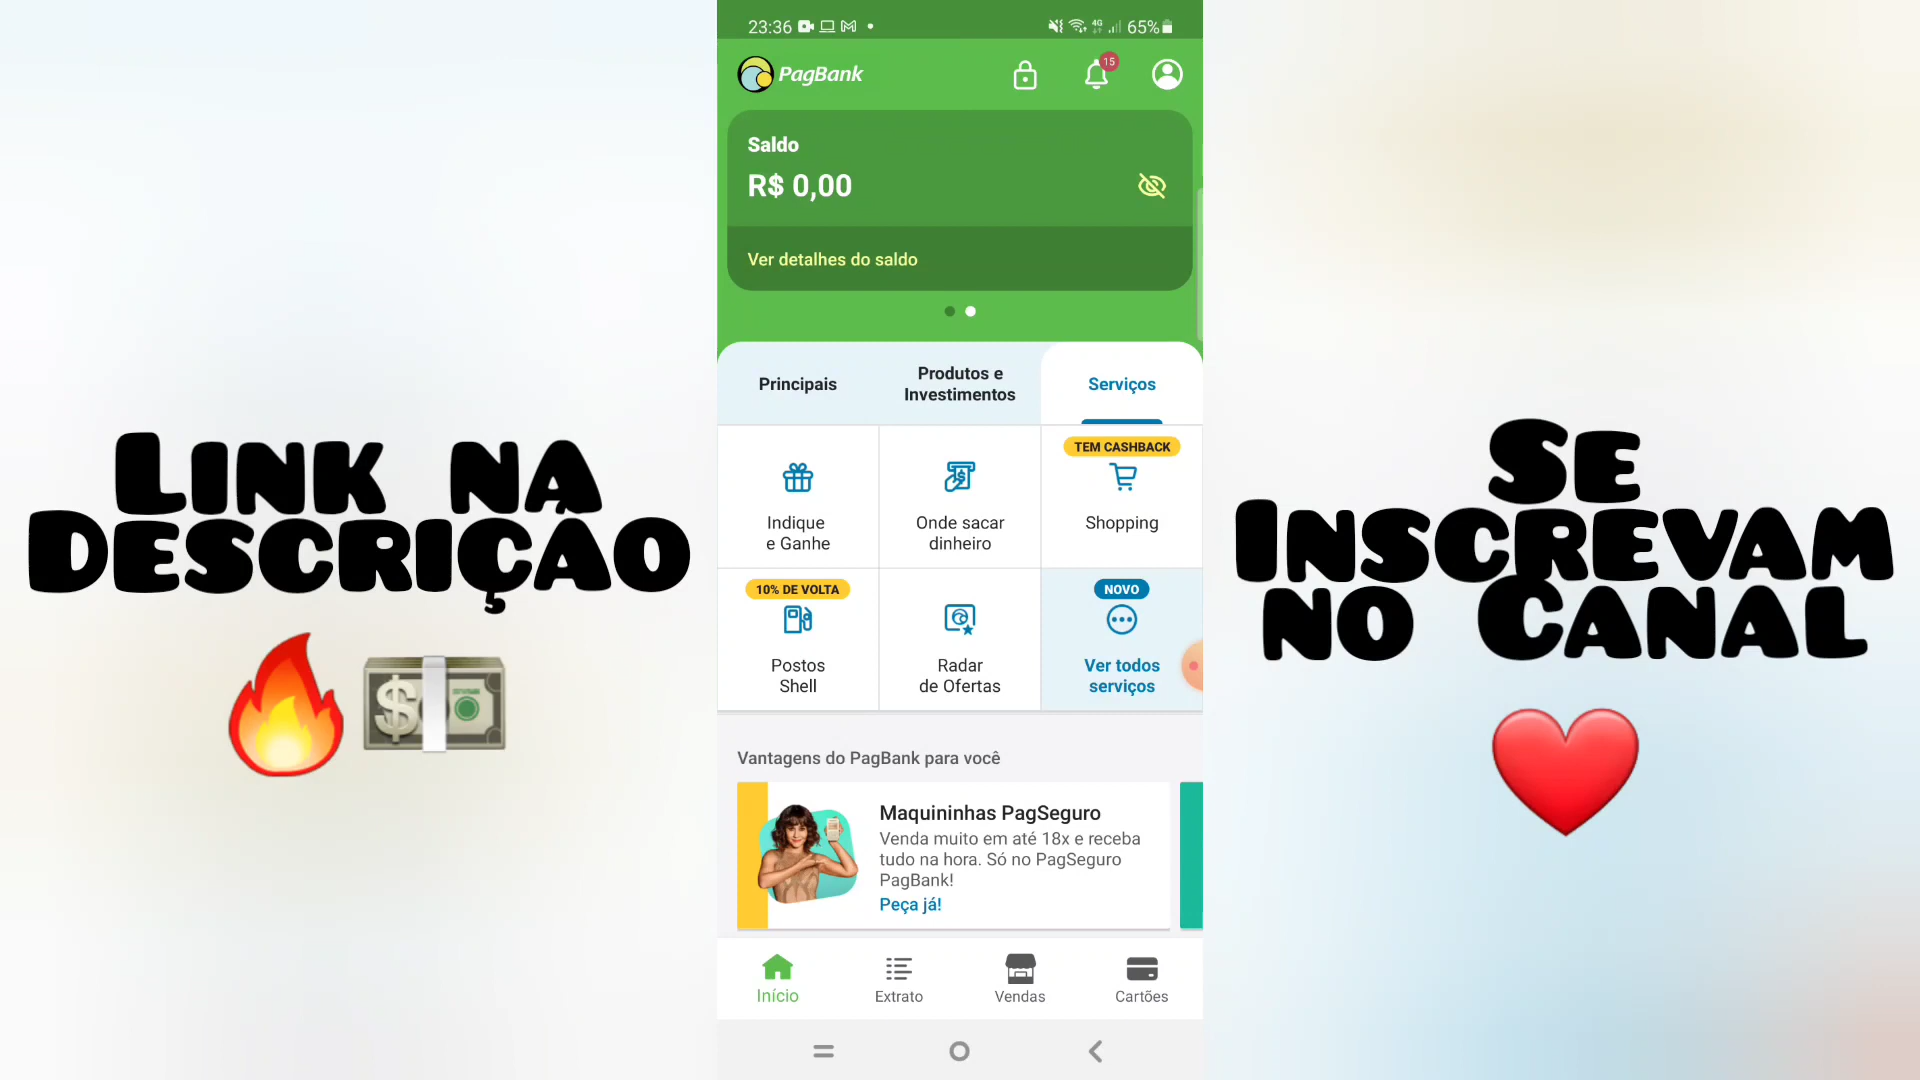 23:36
4G
65%
PagBank
15
Saldo
R$ 0,00
Ver detalhes do saldo
Principais
Produtos e
Investimentos
Serviços
TEM CASHBACK
Indique
e Ganhe
Onde sacar
dinheiro
Shopping
10% DE VOLTA
NOVO
Postos
Shell
Radar
de Ofertas
Ver todos
serviços
Vantagens do PagBank para você
Maquininhas PagSeguro
Venda muito em até 18x e receba
tudo na hora. Só no PagSeguro
PagBank!
Peça já!
Início
Extrato
Vendas
Cartões
Link na
Descrição
Se
Inscrevam
no Canal